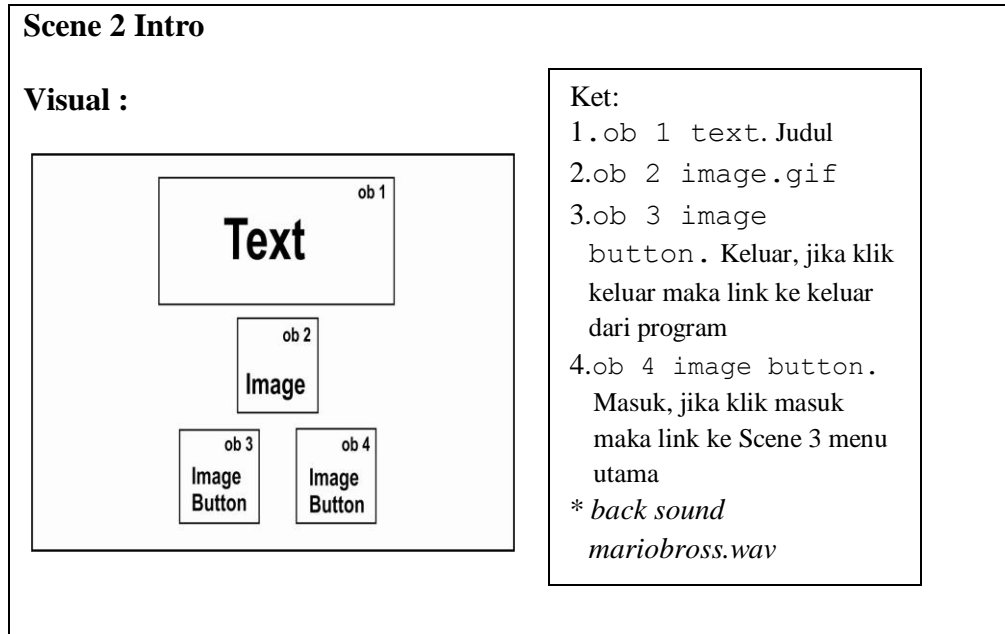 Scene 2 Intro
Visual :
ob 1
Text
ob 2
Image
ob 3
Image
Button
ob 4
Image
Button
Ket:
1.ob 1 text. Judul
2.ob 2 image.gif
3.ob 3 image
button. Keluar, jika klik
keluar maka link ke keluar
dari program
4.ob 4 image button.
Masuk, jika klik masuk
maka link ke Scene 3 menu
utama
* back sound
mariobross.wav